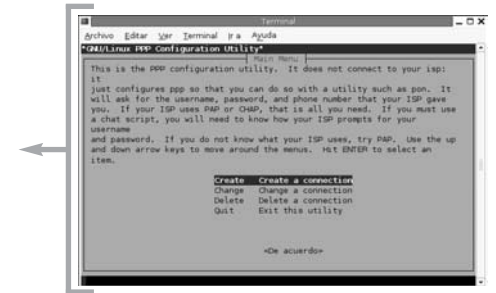 Terminal
Archivo Editar Ver Terminal Ir a Ayuda
*GNU/Linux PPP Configuration Utility*
Main Menu
This is the PPP configuration utility. It does not connect to your isp:
it
just configures ppp so that you can do so with a utility such as pon. It
will ask for the username, password, and phone number that your ISP gave
you. If your ISP uses PAP or CHAP, that is all you need. If you must use
a chat script, you will need to know how your ISP prompts for your
username
and password. If you do not know what your ISP uses, try PAP. Use the up
and down arrow keys to move around the menus. Hit ENTER to select an
item.
Create Create a connection
Change Change a connection
Delete Delete a connection
Quit Exit this utility
<De acuerdo>